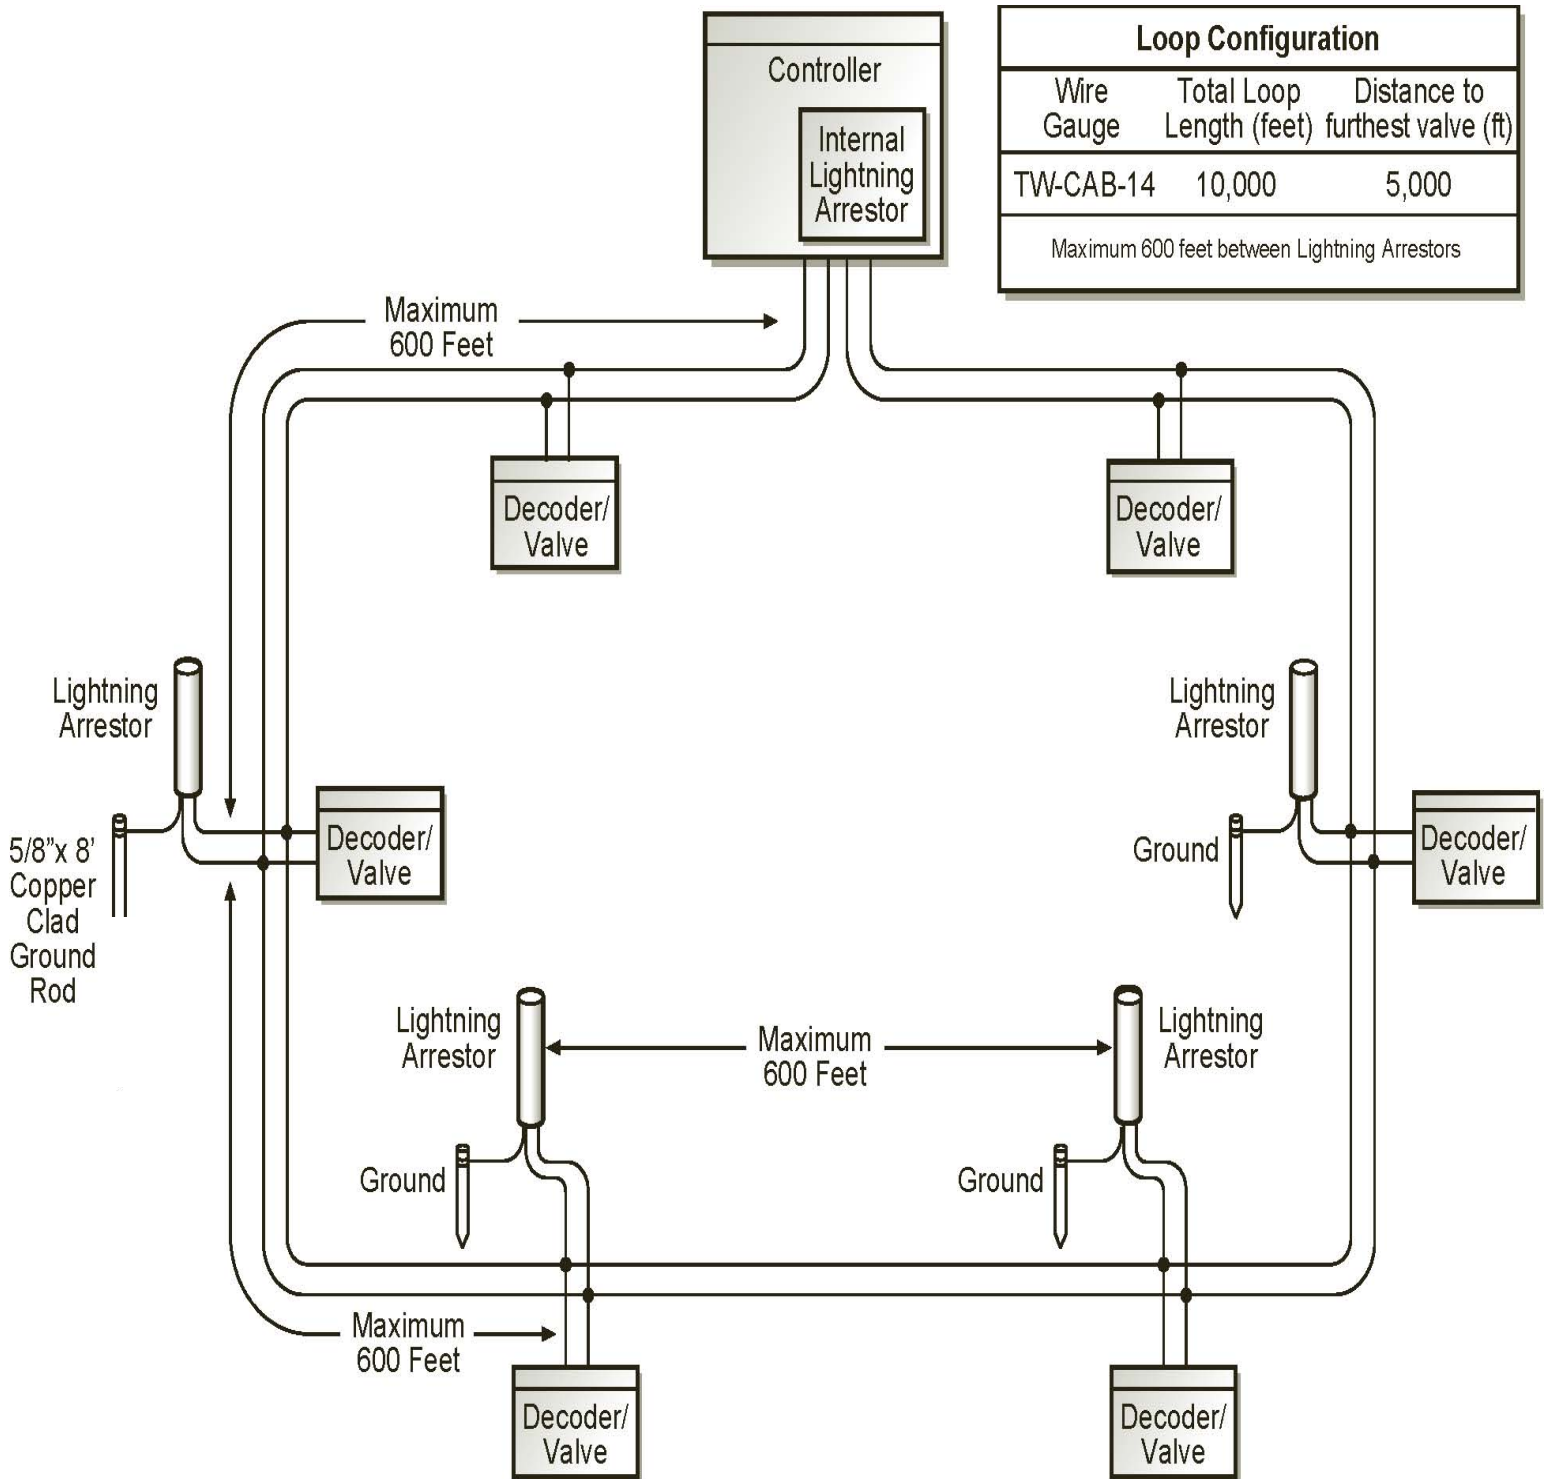 Controller
Internal
Lightning
Arrestor
Loop Configuration
Wire Gauge
Total Loop Length (feet)
Distance to furthest valve (ft)
TW-CAB-14 10,000 5,000
Maximum 600 feet between Lightning Arrestors
Maximum
600 Feet
Decoder/
Valve
Decoder/
Valve
Lightning
Arrestor
5/8”x 8’
Copper
Clad
Ground
Rod
Decoder/
Valve
Lightning
Arrestor
Ground
Decoder/
Valve
Lightning
Arrestor
Maximum
600 Feet
Lightning
Arrestor
Ground
Ground
Maximum
600 Feet
Decoder/
Valve
Decoder/
Valve